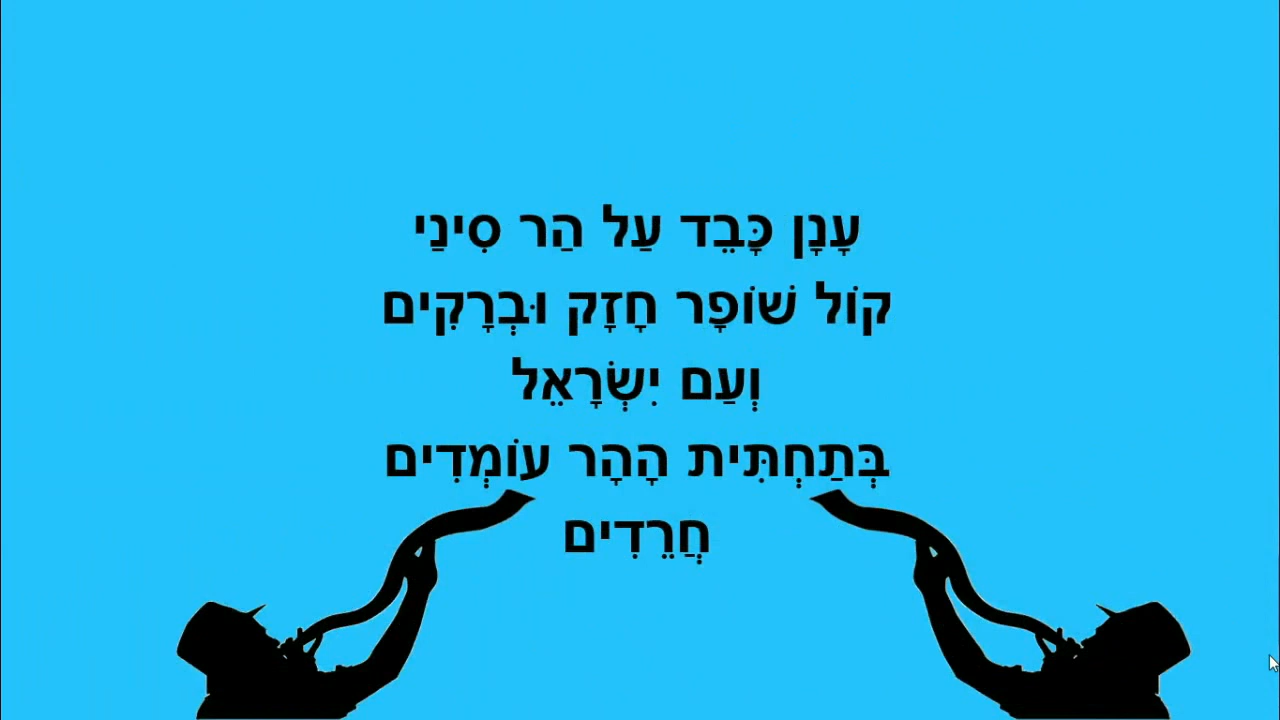 עָנָן כָּבֵד עַל הַר סִינַי
קוֹל שׁוֹפָר חָזָק וּבְרָקִים
וְעַם יִשְׂרָאֵל
בְּתַחְתִּית הָהָר עוֹמְדִים
חֲרֵדִים